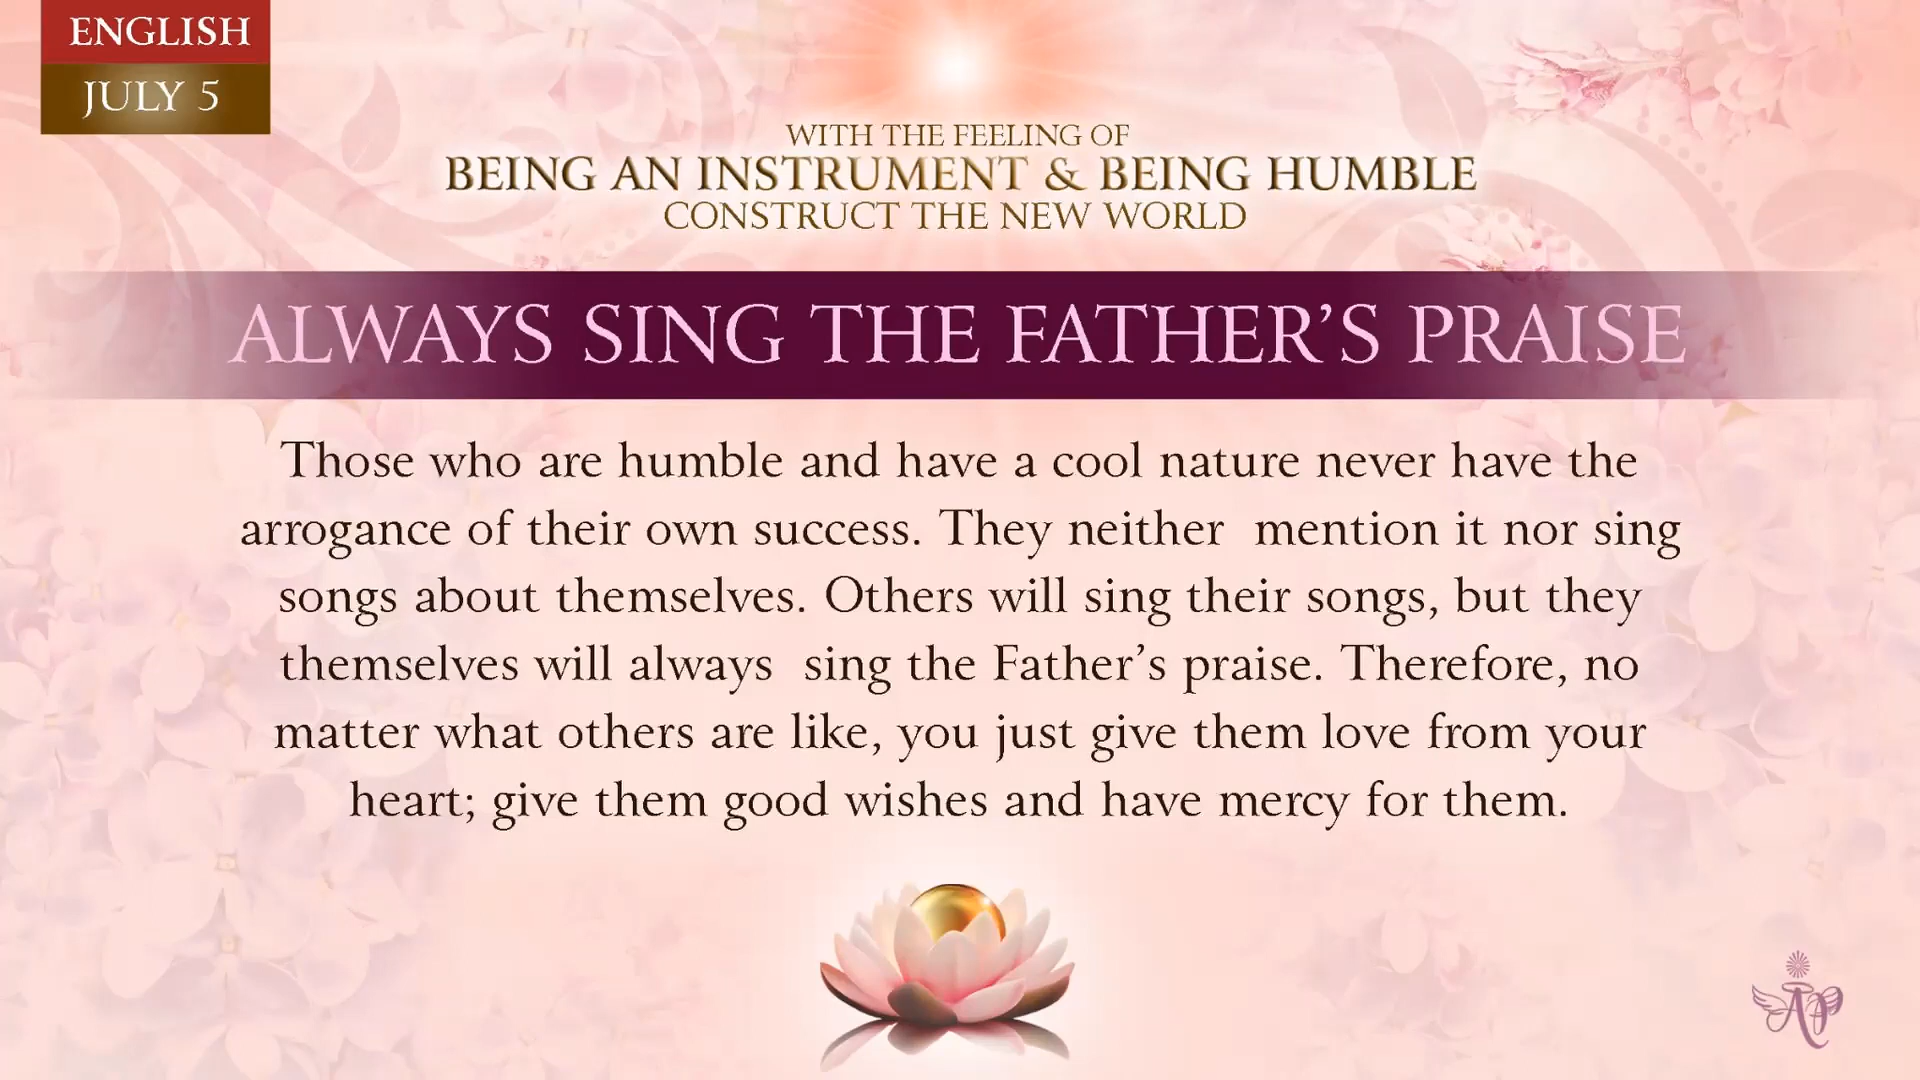 ENGLISH
JULY 5
WITH THE FEELING OF
BEING AN INSTRUMENT & BEING HUMBLE
CONSTRUCT THE NEW WORLD
ALWAYS SING THE FATHER’S PRAISE
Those who are humble and have a cool nature never have the
arrogance of their own success. They neither  mention it nor sing
songs about themselves. Others will sing their songs, but they
themselves will always  sing the Father’s praise. Therefore, no
matter what others are like, you just give them love from your
heart; give them good wishes and have mercy for them.